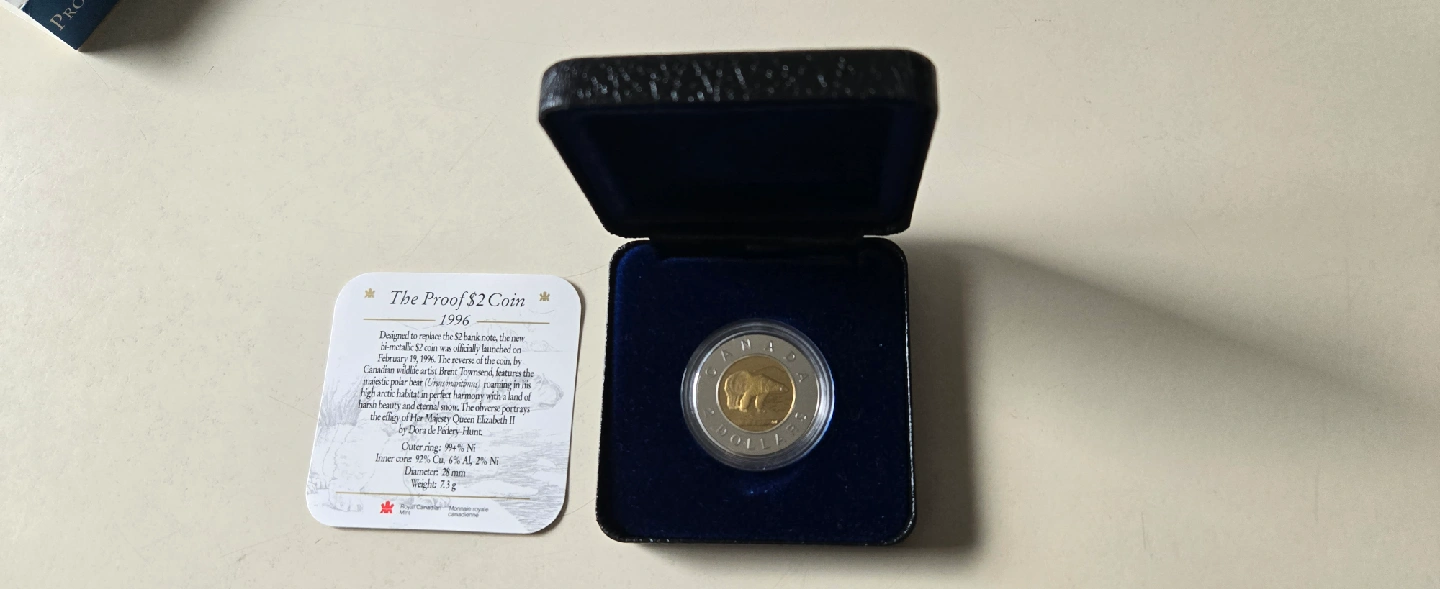 PRO
The Proof $2 Coin
1996
Designed to replace the $2 bank note, the new
bi-metallic $2 coin was officially launched on
February 19, 1996. The reverse of the coin, by
Canadian wildlife artist Brent Townsend, features the
majestic polar bear (Ursus maritimus) roaming in his
high arctic habitat in perfect harmony with a land of
harsh beauty and eternal snow. The obverse portrays
the effigy of Her Majesty Queen Elizabeth II
by Dora de Pédery-Hunt.
Outer ring: 99+% Ni
Inner core: 92% Cu, 6% Al, 2% Ni
Diameter: 28 mm
Weight: 7.3 g
Royal Canadian Mint
Monnaie royale canadienne
CANADA
2 DOLLARS